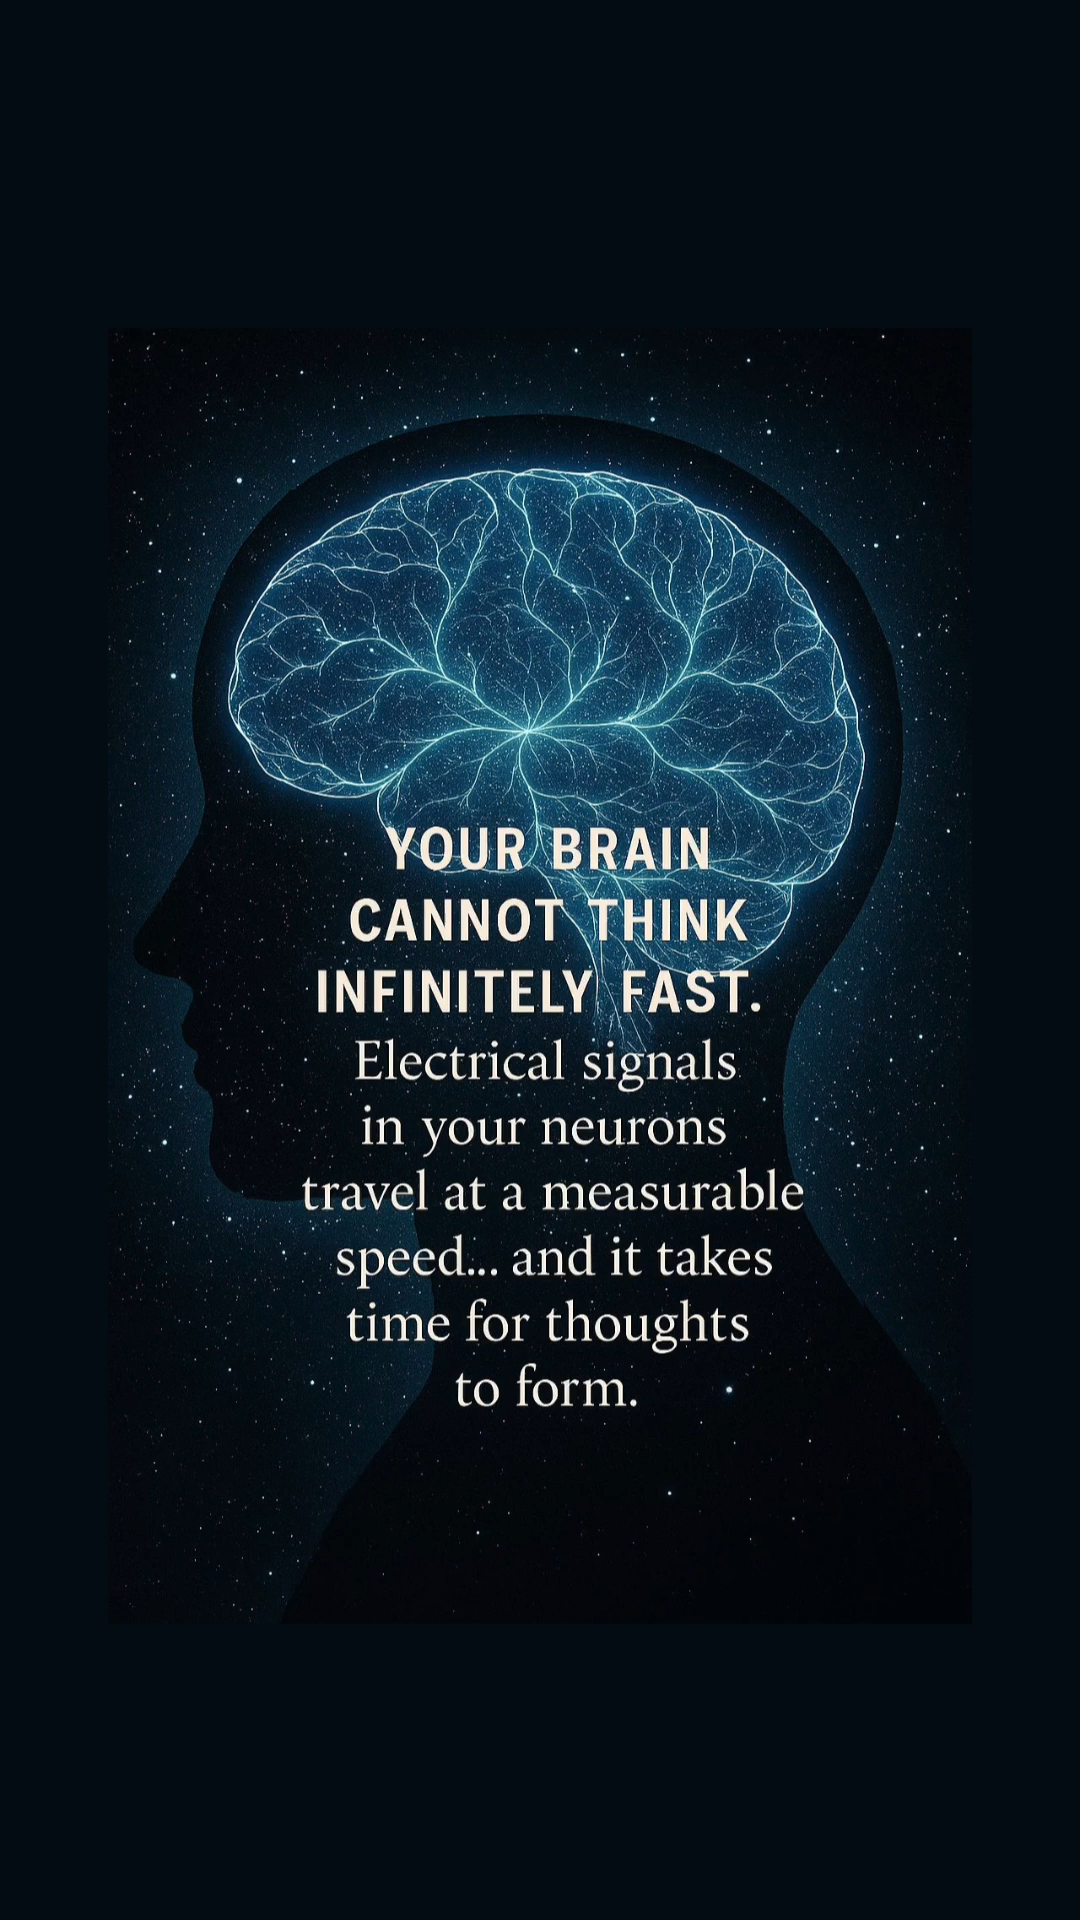 YOUR BRAIN
CANNOT THINK
INFINITELY FAST.
Electrical signals
in your neurons
travel at a measurable
speed... and it takes
time for thoughts
to form.